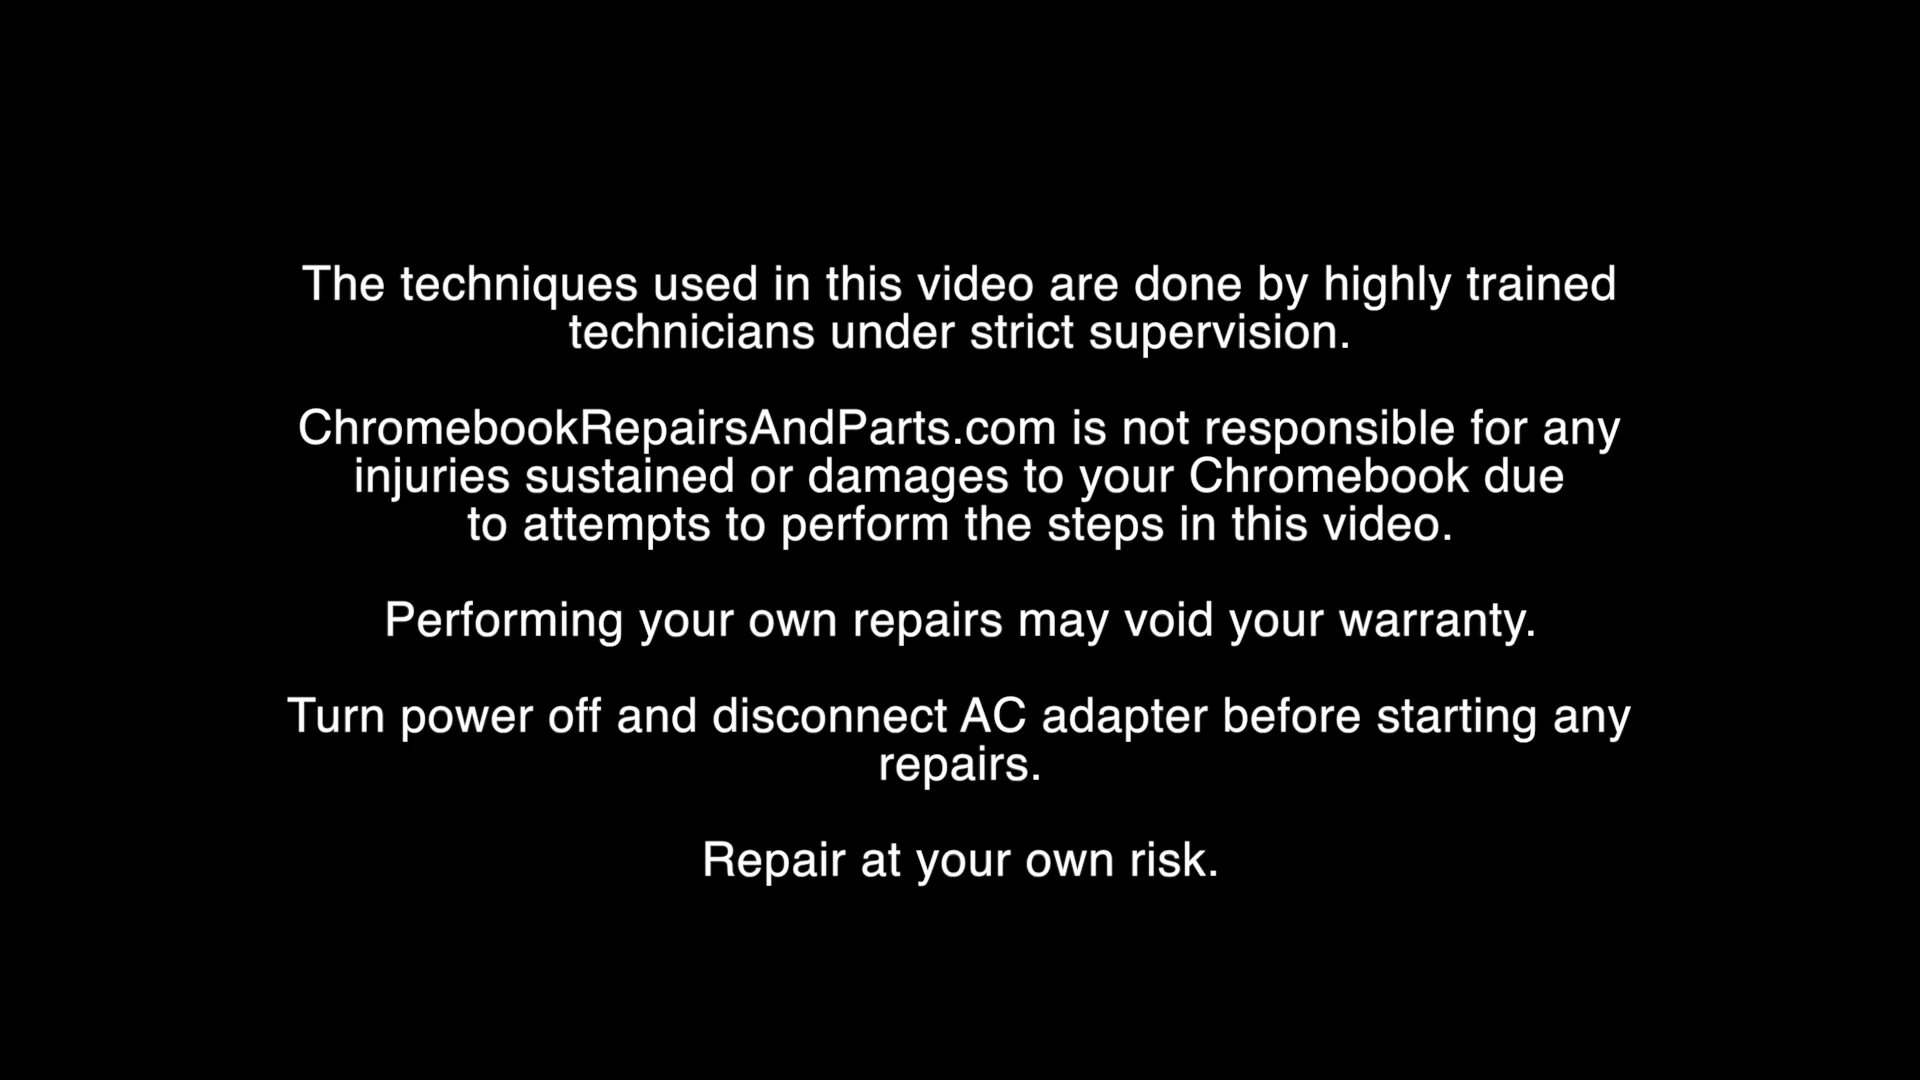 The techniques used in this video are done by highly trained
technicians under strict supervision.
ChromebookRepairsAndParts.com is not responsible for any
injuries sustained or damages to your Chromebook due
to attempts to perform the steps in this video.
Performing your own repairs may void your warranty.
Turn power off and disconnect AC adapter before starting any
repairs.
Repair at your own risk.